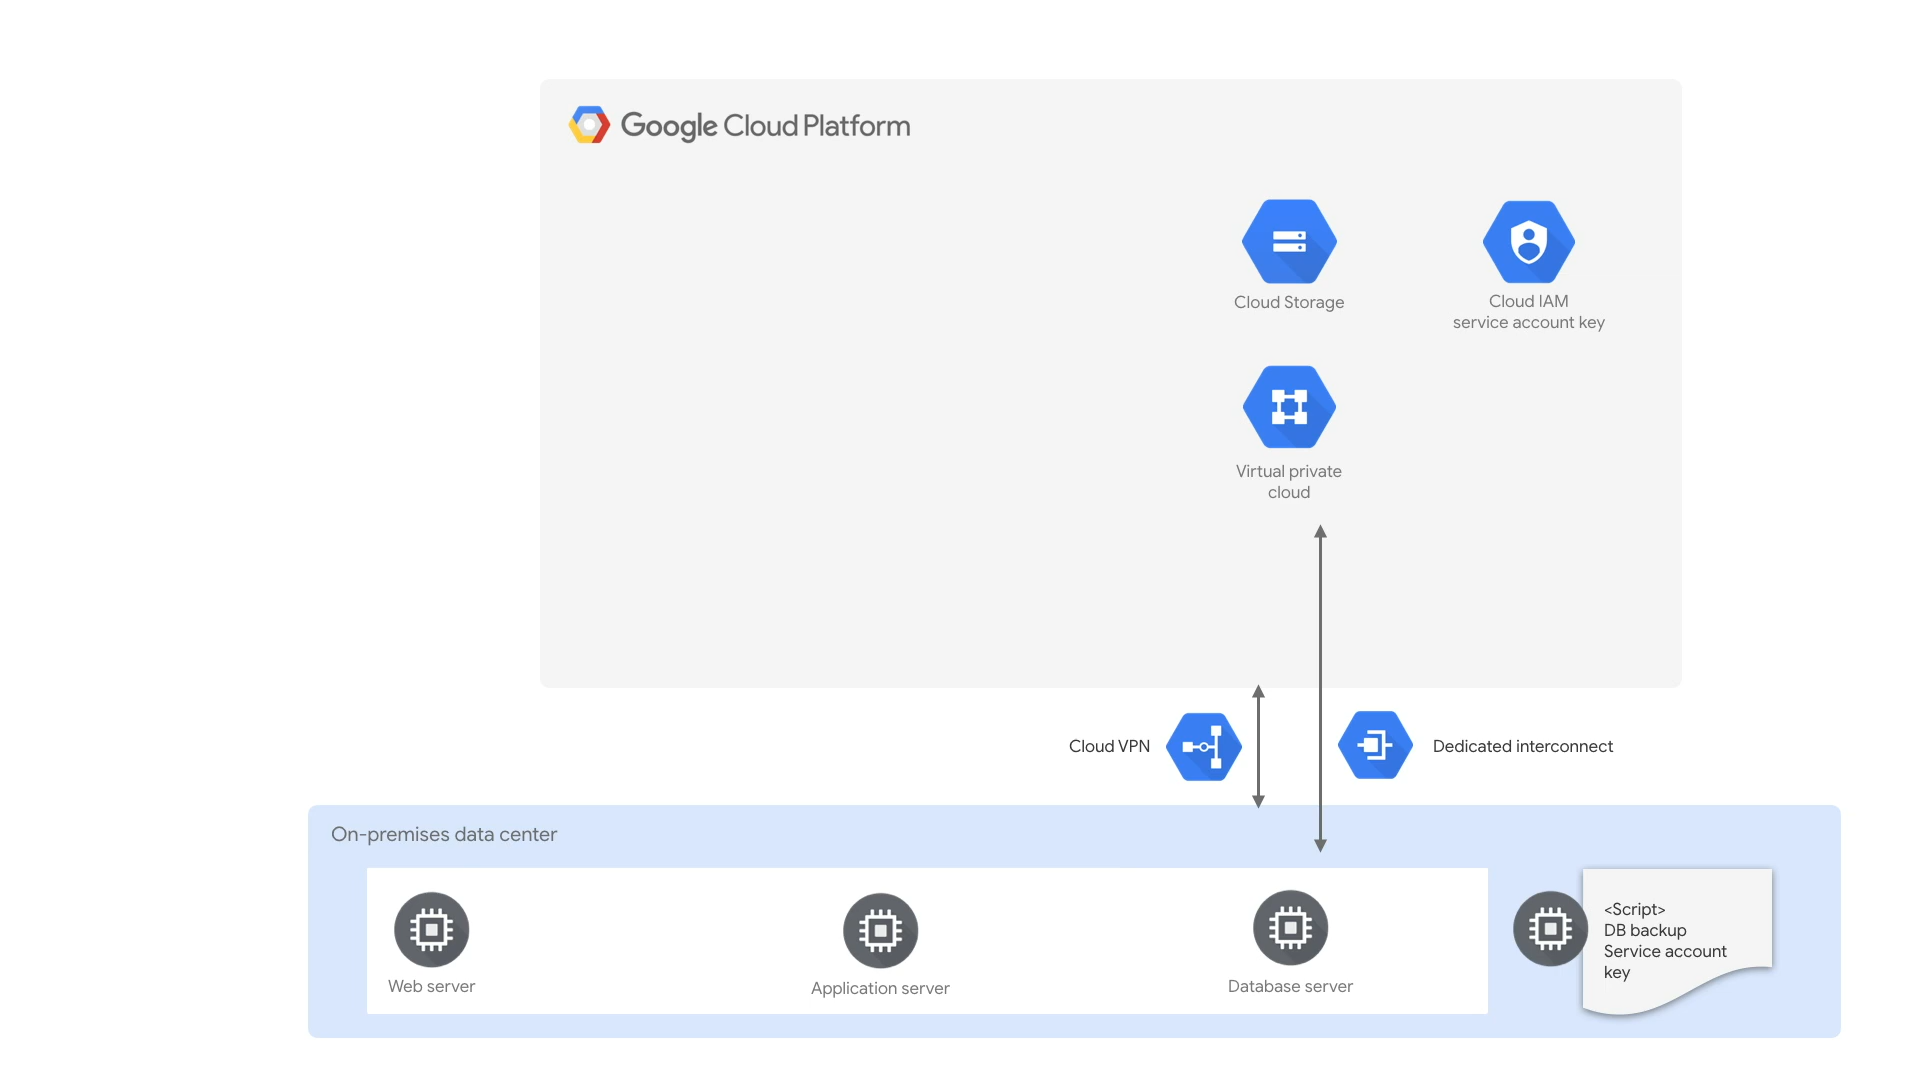 Google Cloud Platform
Cloud Storage
Cloud IAM
service account key
Virtual private
cloud
Cloud VPN
Dedicated interconnect
On-premises data center
Web server
Application server
Database server
<Script>
DB backup
Service account
key